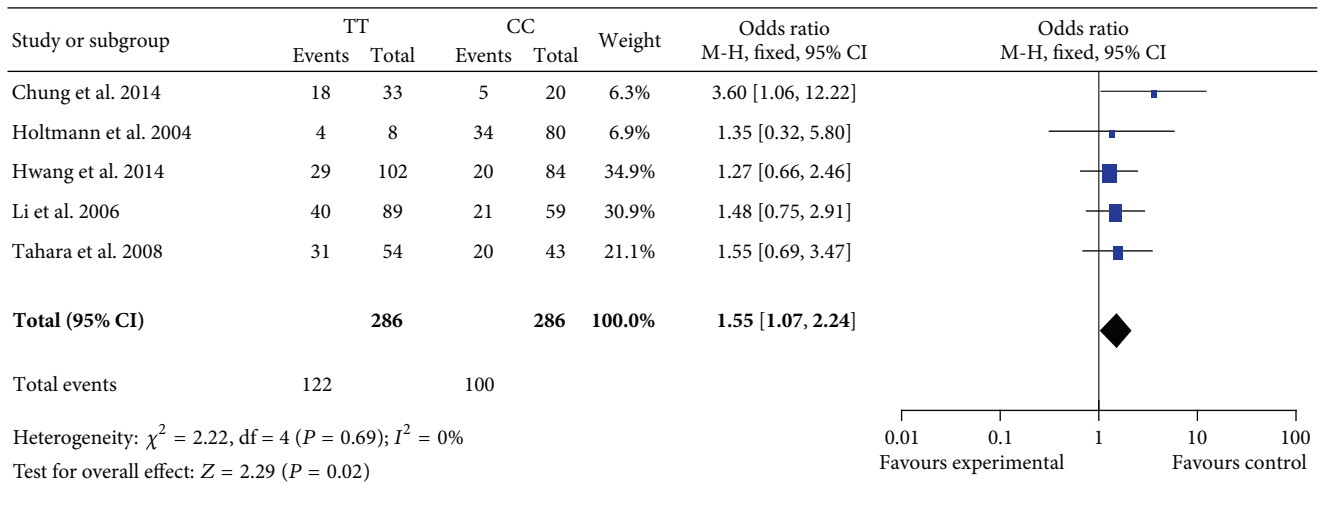 Study or subgroup TT CC Weight Odds ratio Odds ratio
Events Total Events Total M-H, fixed, 95% CI M-H, fixed, 95% CI
Chung et al. 2014 18 33 5 20 6.3% 3.60 [1.06, 12.22]
Holtmann et al. 2004 4 8 34 80 6.9% 1.35 [0.32, 5.80]
Hwang et al. 2014 29 102 20 84 34.9% 1.27 [0.66, 2.46]
Li et al. 2006 40 89 21 59 30.9% 1.48 [0.75, 2.91]
Tahara et al. 2008 31 54 20 43 21.1% 1.55 [0.69, 3.47]
Total (95% CI) 286 286 100.0% 1.55 [1.07, 2.24]
Total events 122 100
Heterogeneity: χ² = 2.22, df = 4 (P = 0.69); I² = 0%
Test for overall effect: Z = 2.29 (P = 0.02)
0.01 0.1 1 10 100
Favours experimental Favours control